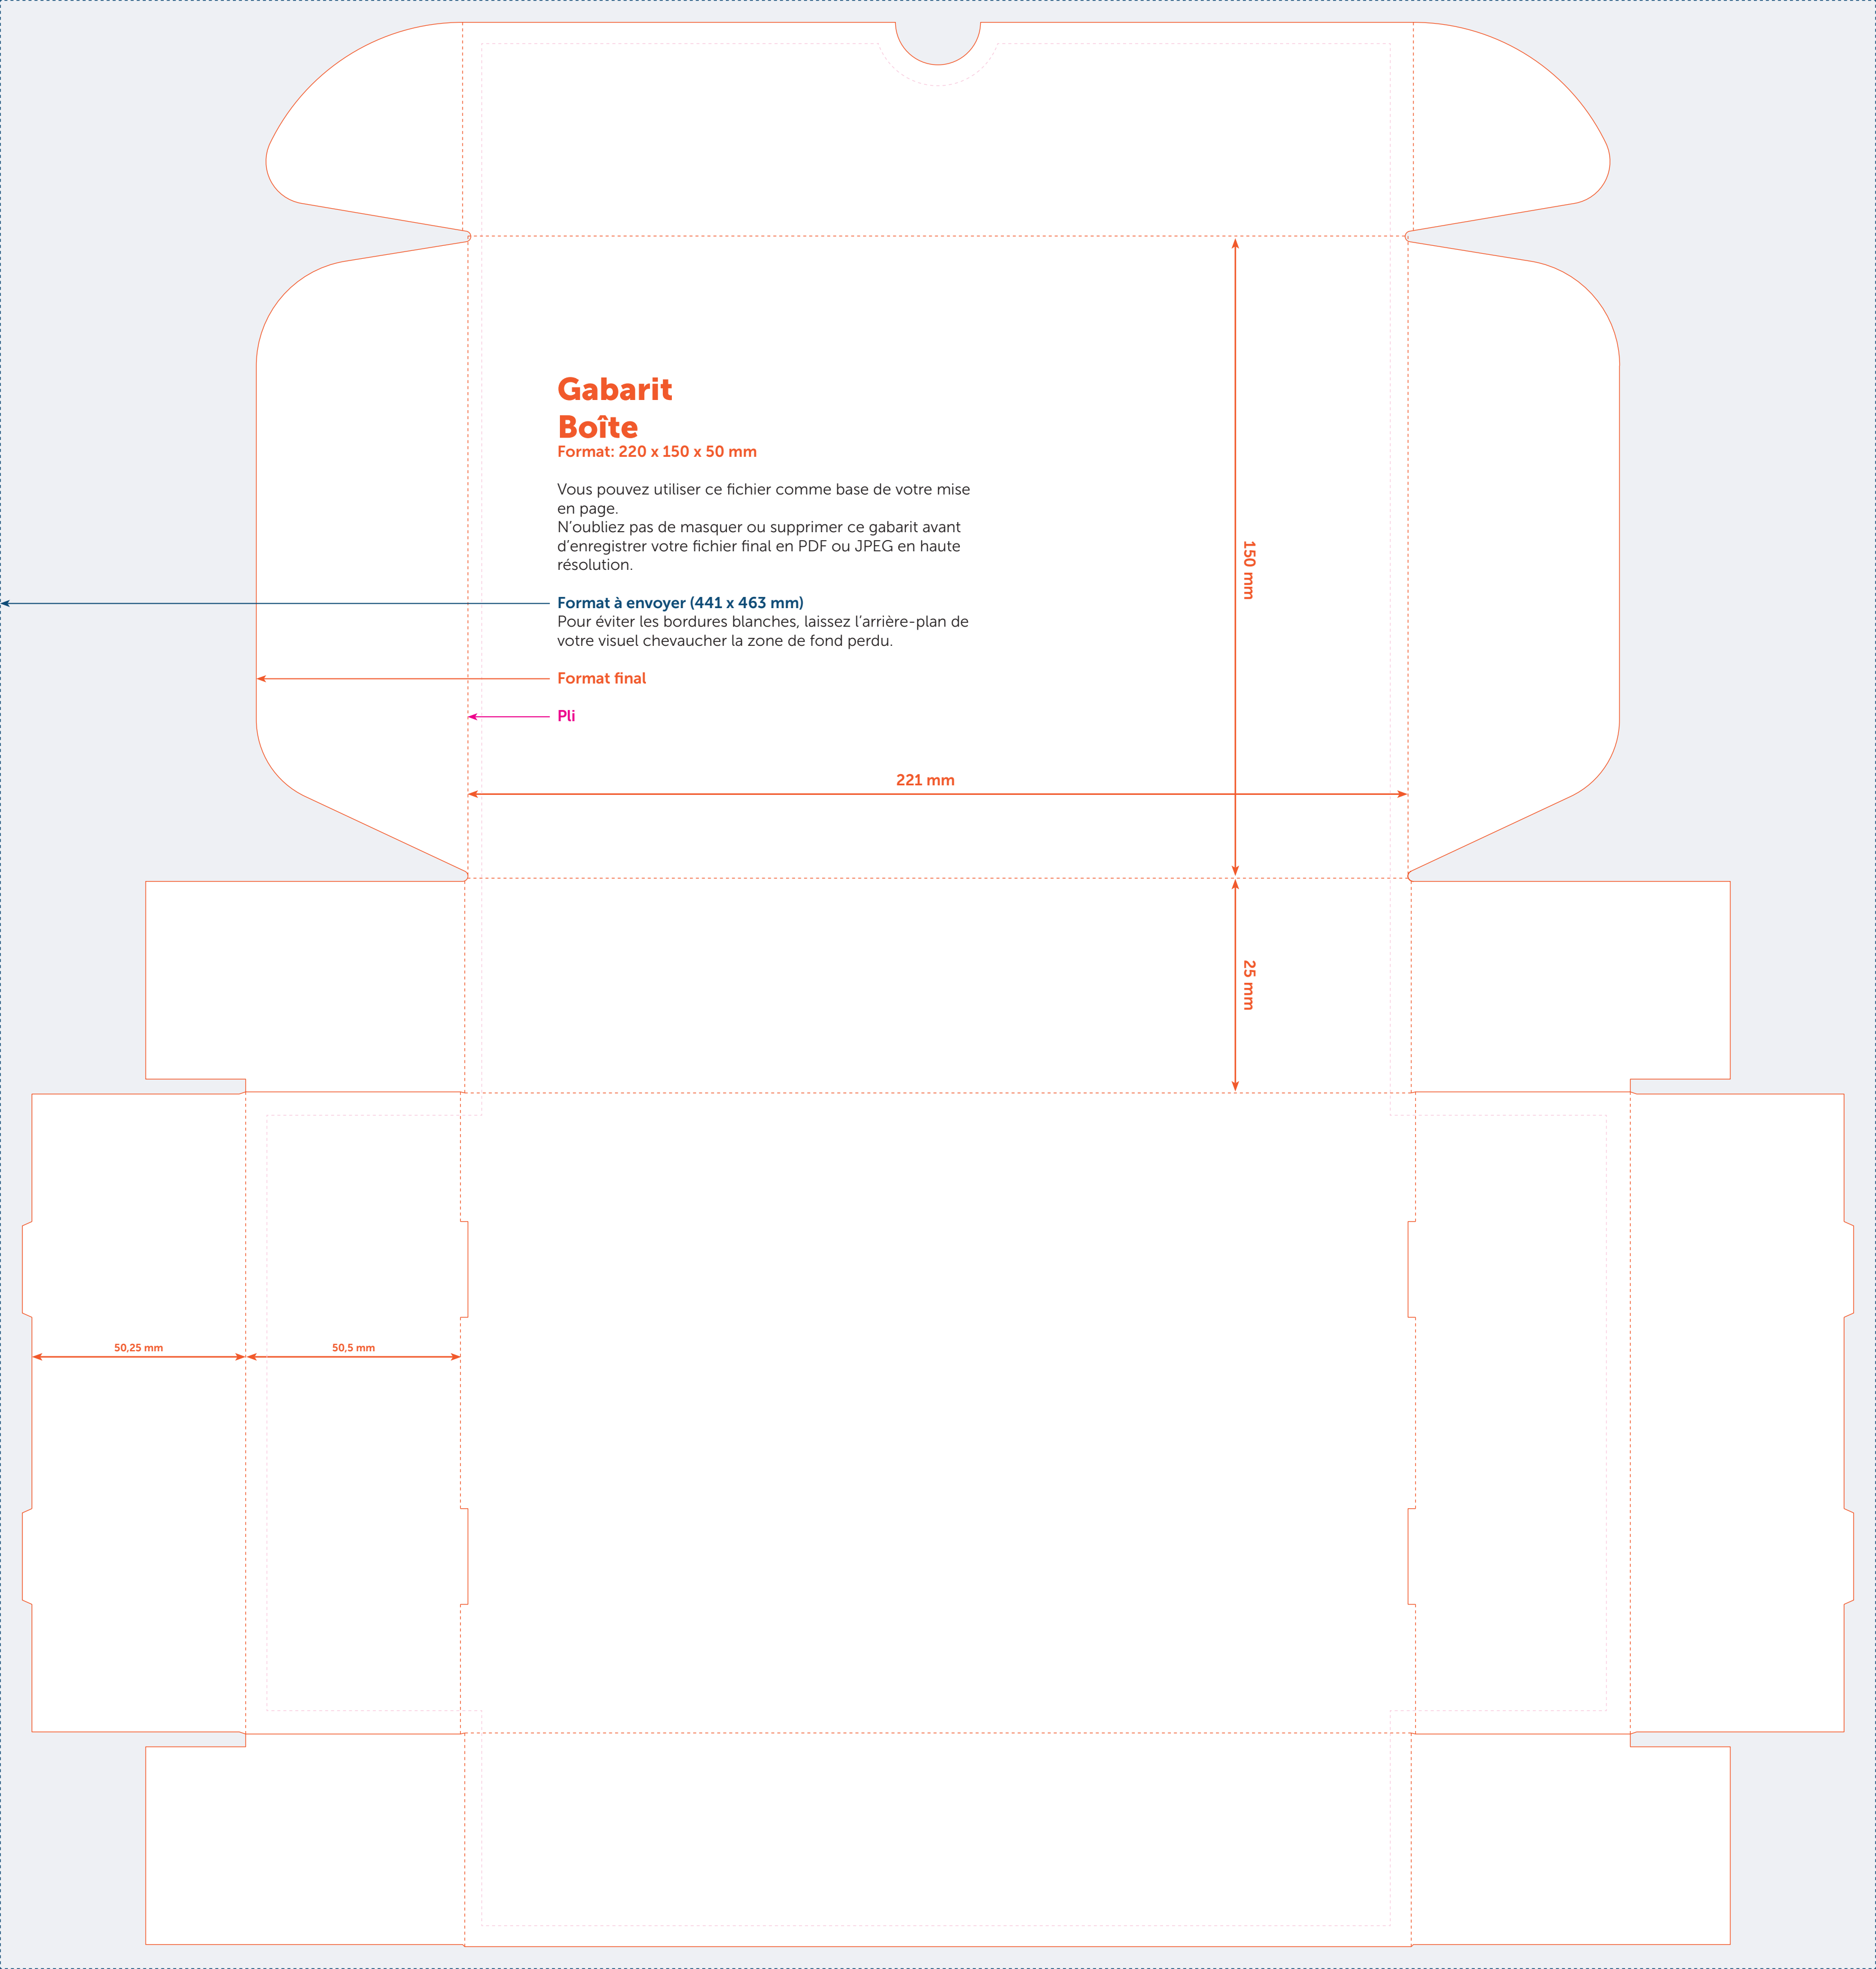 Gabarit
Boîte
Format: 220 x 150 x 50 mm
Vous pouvez utiliser ce fichier comme base de votre mise
en page.
N’oubliez pas de masquer ou supprimer ce gabarit avant
d’enregistrer votre fichier final en PDF ou JPEG en haute
résolution.
Format à envoyer (441 x 463 mm)
Pour éviter les bordures blanches, laissez l’arrière-plan de
votre visuel chevaucher la zone de fond perdu.
Format final
Pli
150 mm
221 mm
25 mm
50,25 mm
50,5 mm